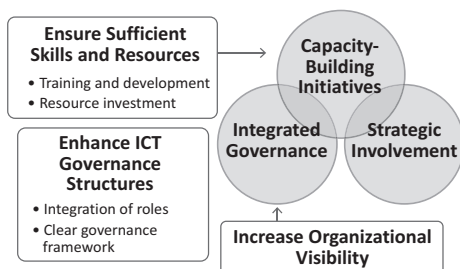 Ensure Sufficient
Skills and Resources
• Training and development
• Resource investment
Capacity-
Building
Initiatives
Integrated
Governance
Strategic
Involvement
Enhance ICT
Governance
Structures
• Integration of roles
• Clear governance
framework
Increase Organizational
Visibility